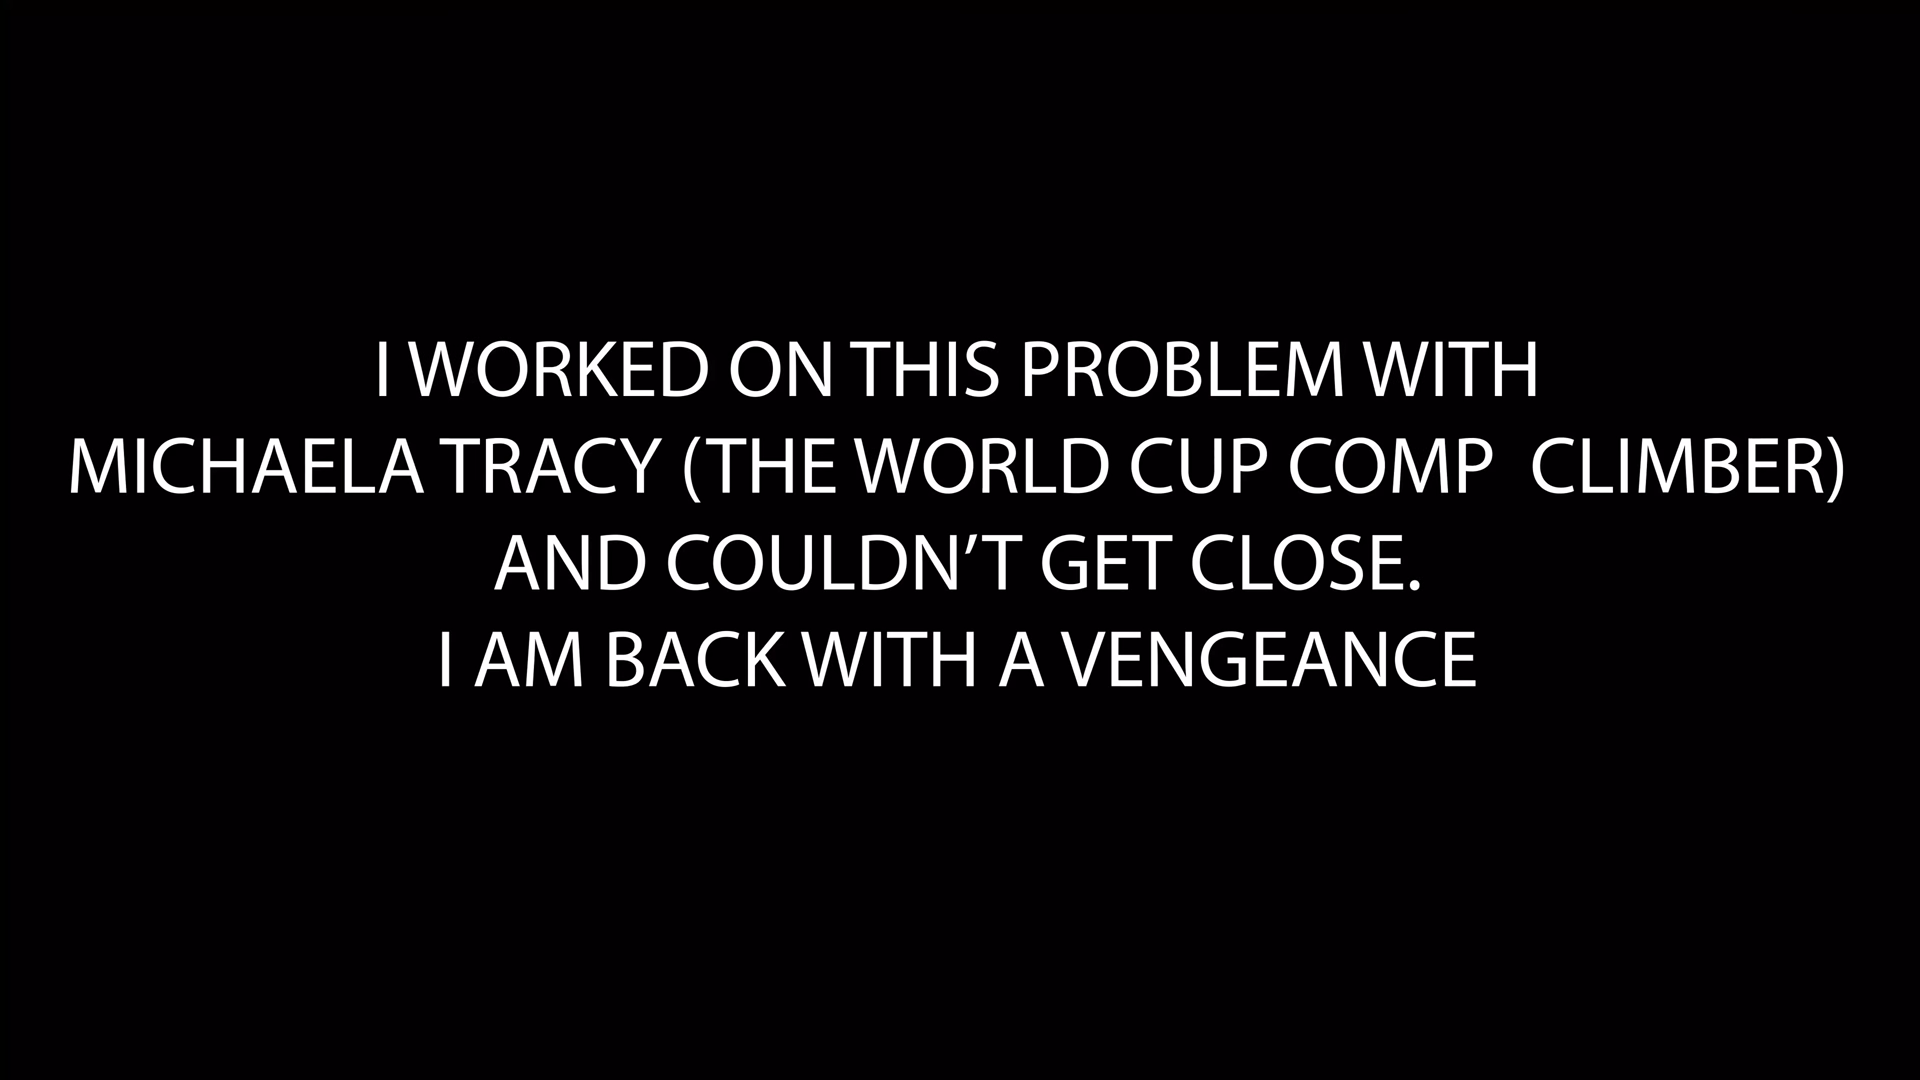 I WORKED ON THIS PROBLEM WITH
MICHAELA TRACY (THE WORLD CUP COMP  CLIMBER)
AND COULDN’T GET CLOSE.
I AM BACK WITH A VENGEANCE